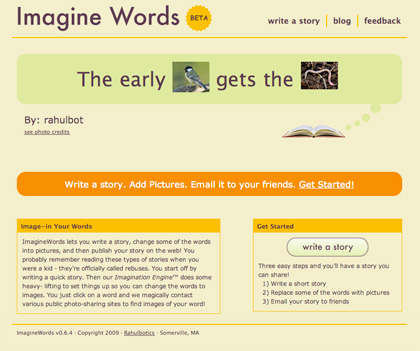 Imagine Words BETA
write a story blog feedback
The early gets the
By: rahulbot
see photo credits
Write a story. Add Pictures. Email it to your friends. Get Started!
Image-in Your Words
ImagineWords lets you write a story, change some of the words
into pictures, and then publish your story on the web! You
probably remember reading these types of stories when you
were a kid - they're officially called rebuses. You start off by
writing a quick story. Then our Imagination Engine™ does some
heavy- lifting to set things up so you can change the words to
images. You just click on a word and we magically contact
various public photo-sharing sites to find images of your word!
Get Started
write a story
Three easy steps and you'll have a story you
can share!
1) Write a short story
2) Replace some of the words with pictures
3) Email your story to friends
ImagineWords v0.6.4 · Copyright 2009 · Rahulbotics · Somerville, MA